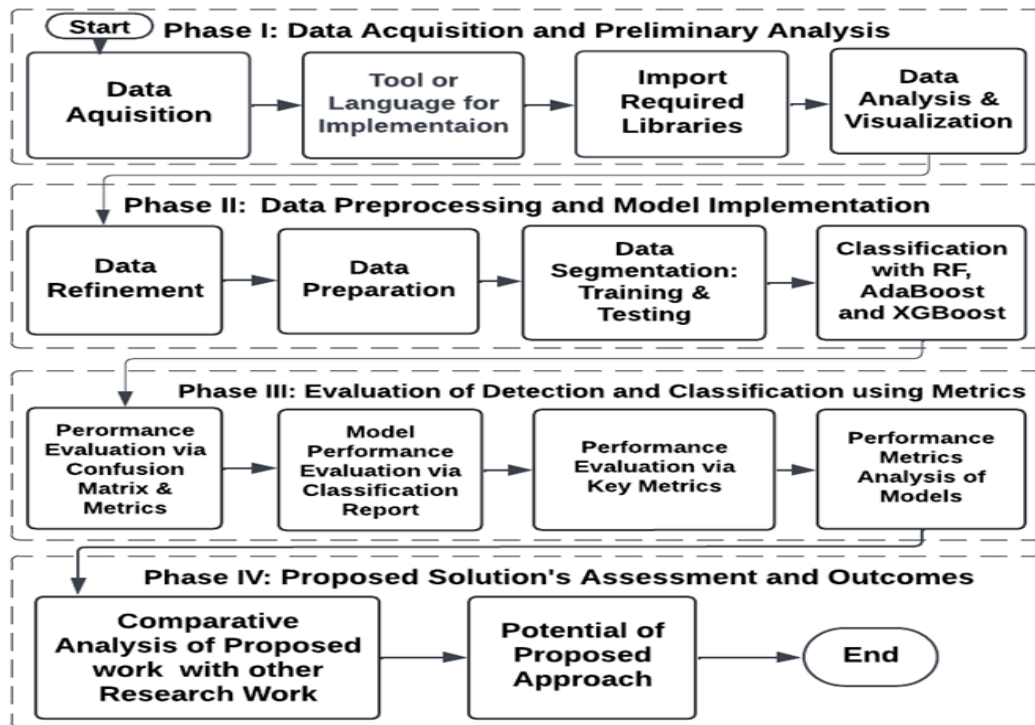 Start
Phase I: Data Acquisition and Preliminary Analysis
Data
Aquisition
Tool or
Language for
Implementaion
Import
Required
Libraries
Data
Analysis &
Visualization
Phase II: Data Preprocessing and Model Implementation
Data
Refinement
Data
Preparation
Data
Segmentation:
Training &
Testing
Classification
with RF,
AdaBoost
and XGBoost
Phase III: Evaluation of Detection and Classification using Metrics
Perormance
Evaluation via
Confusion
Matrix &
Metrics
Model
Performance
Evaluation via
Classification
Report
Performance
Evaluation via
Key Metrics
Performance
Metrics
Analysis of
Models
Phase IV: Proposed Solution's Assessment and Outcomes
Comparative
Analysis of Proposed
work with other
Research Work
Potential of
Proposed
Approach
End